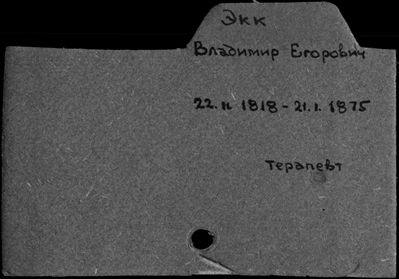 Экк
Владимир Егорович
22.II. 1818 - 21.I. 1875
терапевт